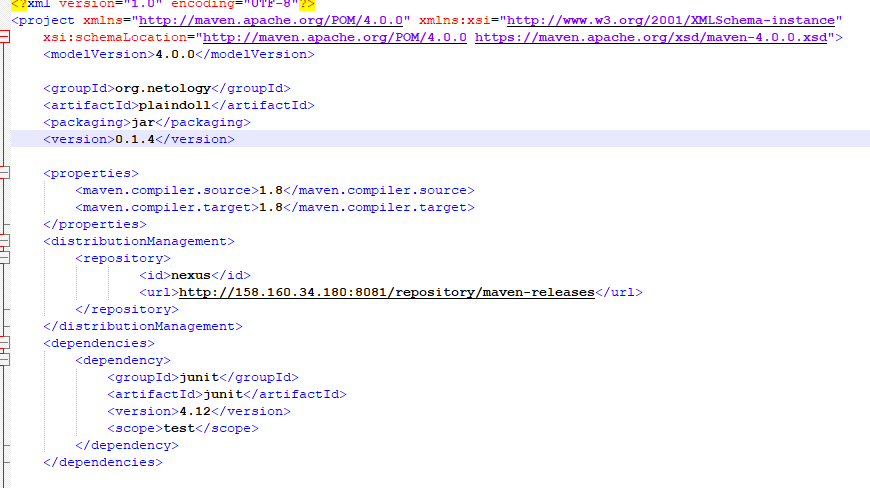 <?xml version="1.0" encoding="UTF-8"?>
<project xmlns="http://maven.apache.org/POM/4.0.0" xmlns:xsi="http://www.w3.org/2001/XMLSchema-instance"
xsi:schemaLocation="http://maven.apache.org/POM/4.0.0 https://maven.apache.org/xsd/maven-4.0.0.xsd">
<modelVersion>4.0.0</modelVersion>
<groupId>org.netology</groupId>
<artifactId>plaindoll</artifactId>
<packaging>jar</packaging>
<version>0.1.4</version>
<properties>
<maven.compiler.source>1.8</maven.compiler.source>
<maven.compiler.target>1.8</maven.compiler.target>
</properties>
<distributionManagement>
<repository>
<id>nexus</id>
<url>http://158.160.34.180:8081/repository/maven-releases</url>
</repository>
</distributionManagement>
<dependencies>
<dependency>
<groupId>junit</groupId>
<artifactId>junit</artifactId>
<version>4.12</version>
<scope>test</scope>
</dependency>
</dependencies>